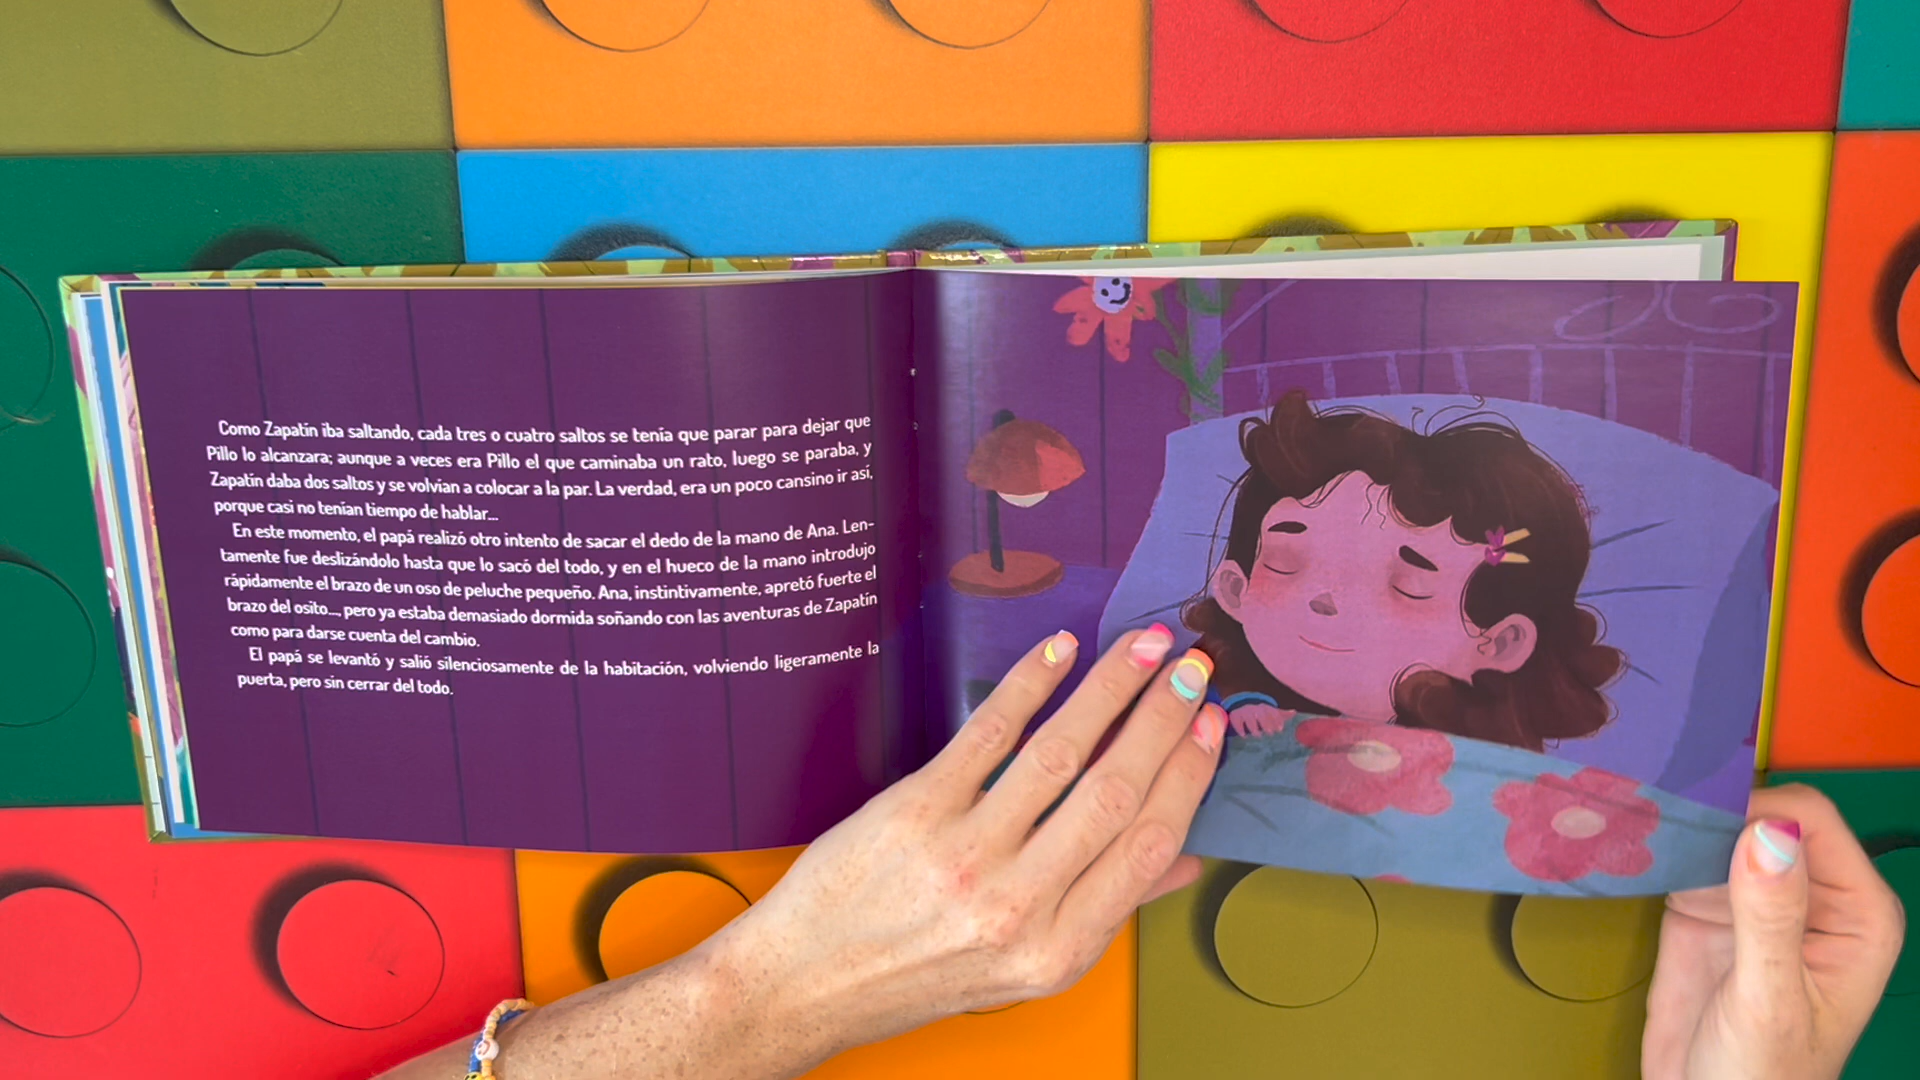 Como Zapatín iba saltando, cada tres o cuatro saltos se tenía que parar para dejar que
Pillo lo alcanzara; aunque a veces era Pillo el que caminaba un rato, luego se paraba, y
Zapatín daba dos saltos y se volvían a colocar a la par. La verdad, era un poco cansino ir así,
porque casi no tenían tiempo de hablar...
En este momento, el papá realizó otro intento de sacar el dedo de la mano de Ana. Len-
tamente fue deslizándolo hasta que lo sacó del todo, y en el hueco de la mano introdujo
rápidamente el brazo de un oso de peluche pequeño. Ana, instintivamente, apretó fuerte el
brazo del osito..., pero ya estaba demasiado dormida soñando con las aventuras de Zapatín
como para darse cuenta del cambio.
El papá se levantó y salió silenciosamente de la habitación, volviendo ligeramente la
puerta, pero sin cerrar del todo.